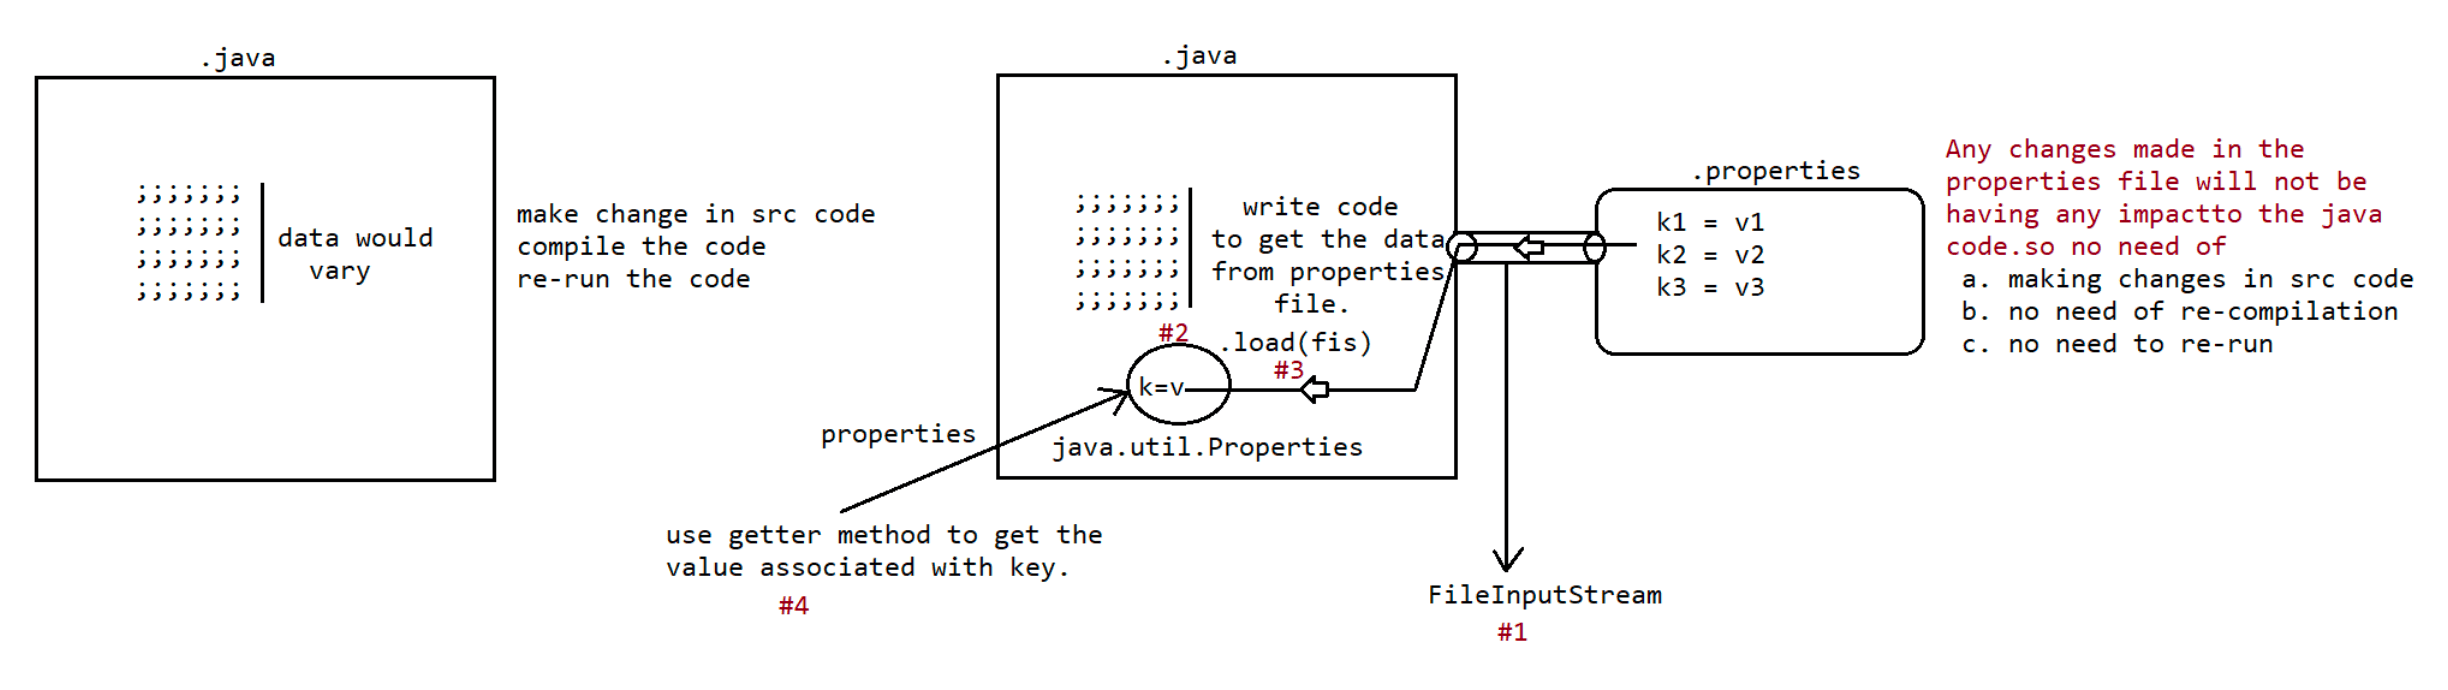 .java
;;;;;;;
;;;;;;;
;;;;;;;
;;;;;;;
data would
vary
make change in src code
compile the code
re-run the code
.java
;;;;;;;
;;;;;;;
;;;;;;;
;;;;;;;
write code
to get the data
from properties
file.
#2
.load(fis)
#3
k=v
java.util.Properties
properties
use getter method to get the
value associated with key.
#4
.properties
k1 = v1
k2 = v2
k3 = v3
FileInputStream
#1
Any changes made in the
properties file will not be
having any impactto the java
code.so no need of
a. making changes in src code
b. no need of re-compilation
c. no need to re-run